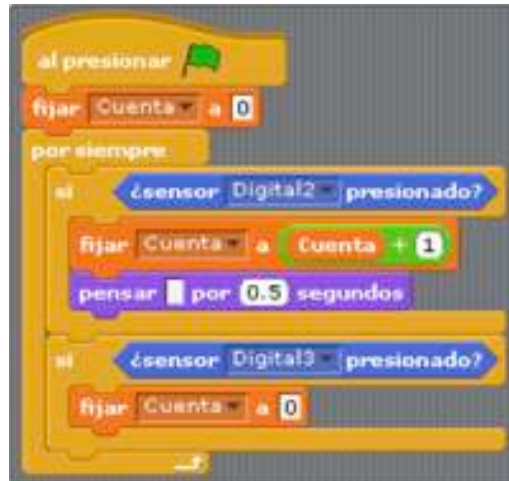 al presionar
fijar Cuenta a 0
por siempre
si ¿sensor Digital2 presionado?
fijar Cuenta a Cuenta + 1
pensar por 0.5 segundos
si ¿sensor Digital3 presionado?
fijar Cuenta a 0